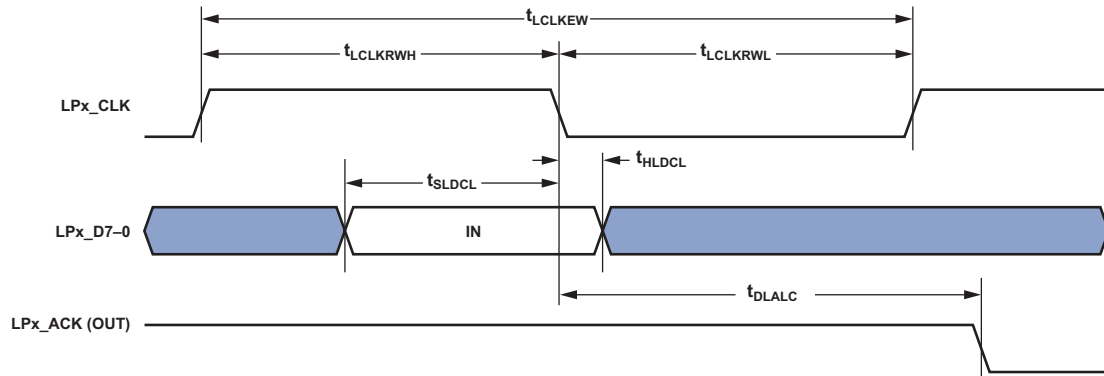 tLCLKEW
tLCLKRWH
tLCLKRWL
LPx_CLK
tHLDCL
tSLDCL
LPx_D7–0
IN
tDLALC
LPx_ACK (OUT)